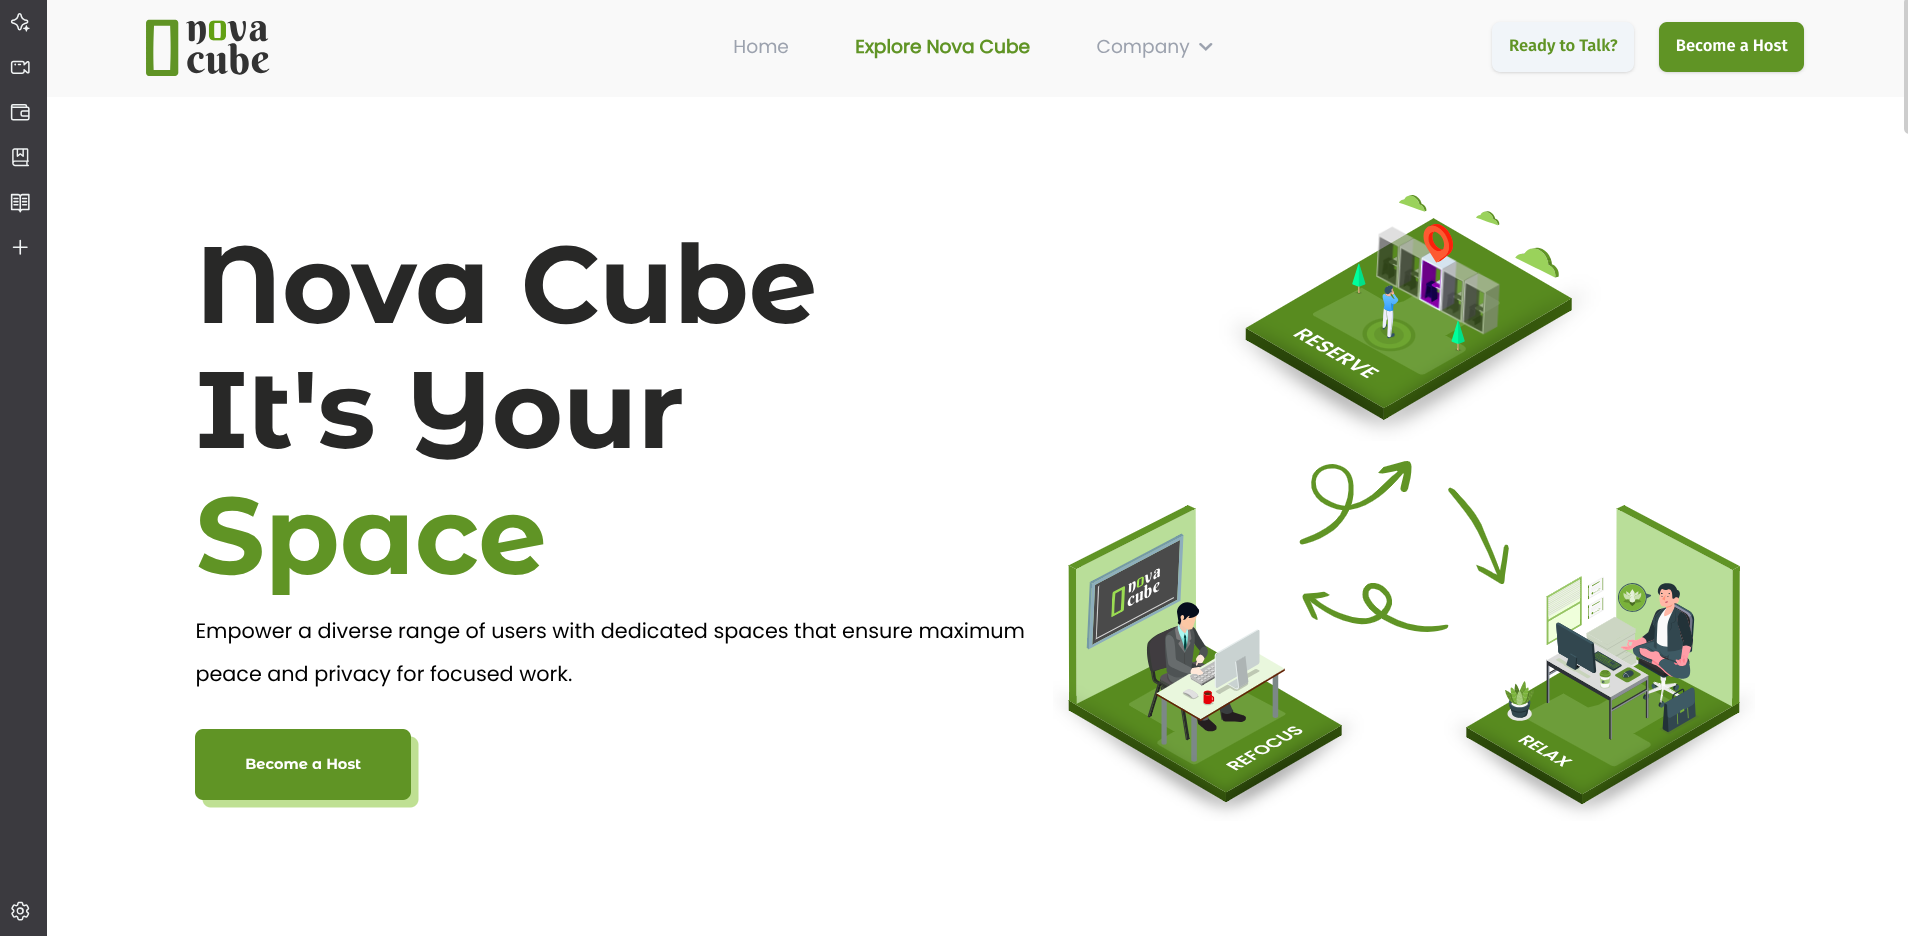 nova
cube
Home
Explore Nova Cube
Company
Ready to Talk?
Become a Host
Nova Cube
It's Your
Space
Empower a diverse range of users with dedicated spaces that ensure maximum
peace and privacy for focused work.
Become a Host
RESERVE
nova
cube
REFOCUS
RELAX